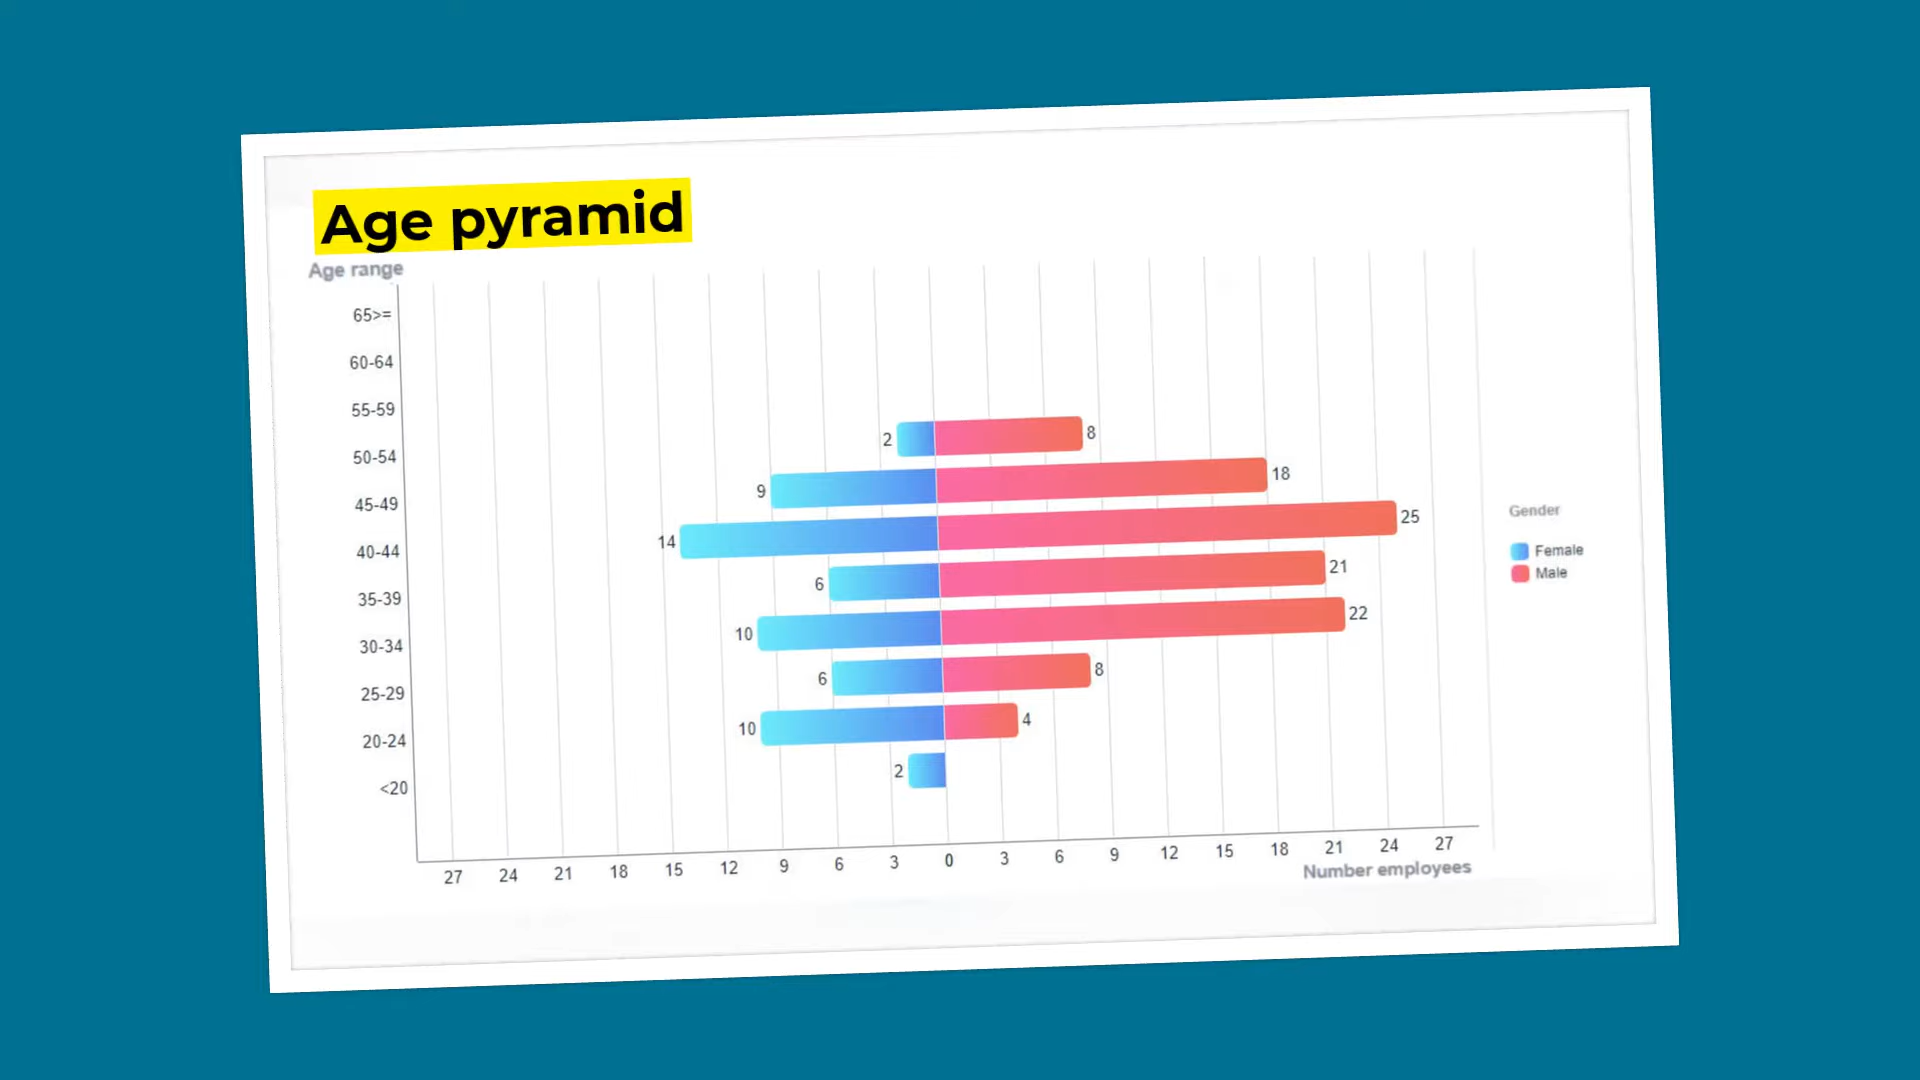 Age pyramid
Age range
65>=
60-64
55-59
2 8
50-54
9 18
45-49
14 25
40-44
6 21
35-39
10 22
30-34
6 8
25-29
10 4
20-24
2
<20
27 24 21 18 15 12 9 6 3 0 3 6 9 12 15 18 21 24 27
Number employees
Gender
Female
Male